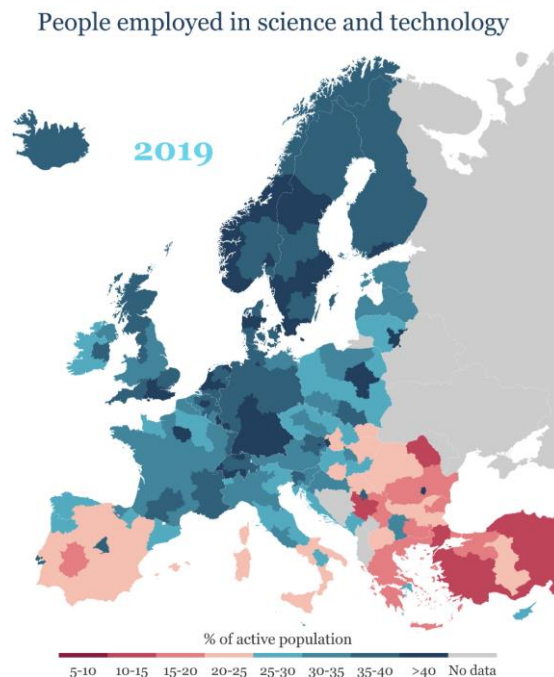 People employed in science and technology
2019
% of active population
5-10 10-15 15-20 20-25 25-30 30-35 35-40 >40 No data